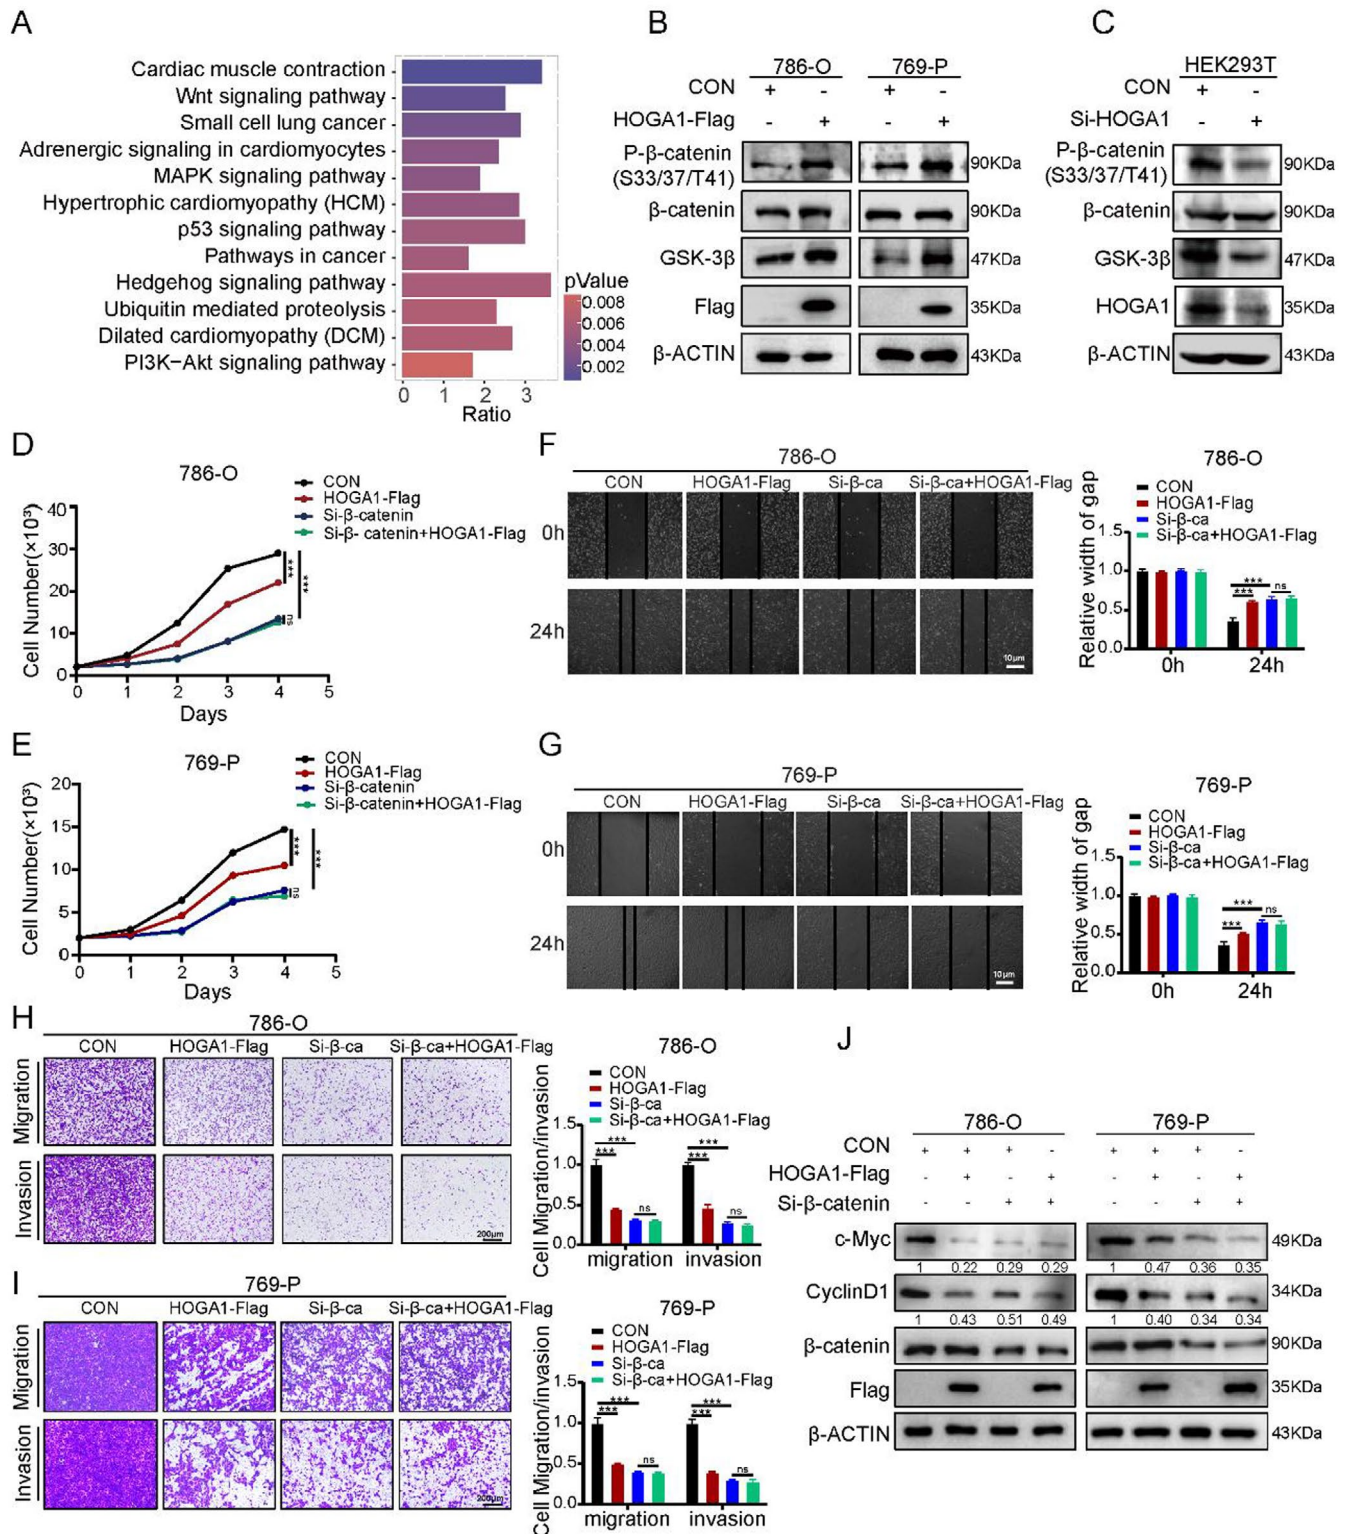 A
Cardiac muscle contraction
Wnt signaling pathway
Small cell lung cancer
Adrenergic signaling in cardiomyocytes
MAPK signaling pathway
Hypertrophic cardiomyopathy (HCM)
p53 signaling pathway
Pathways in cancer
Hedgehog signaling pathway
Ubiquitin mediated proteolysis
Dilated cardiomyopathy (DCM)
PI3K−Akt signaling pathway
0 1 2 3
Ratio
pValue
0.008
0.006
0.004
0.002
B
786-O 769-P
CON + - + -
HOGA1-Flag - + - +
P-β-catenin
(S33/37/T41) 90KDa
β-catenin 90KDa
GSK-3β 47KDa
Flag 35KDa
β-ACTIN 43KDa
C
HEK293T
CON + -
Si-HOGA1 - +
P-β-catenin
(S33/37/T41) 90KDa
β-catenin 90KDa
GSK-3β 47KDa
HOGA1 35KDa
β-ACTIN 43KDa
D
786-O
CON
HOGA1-Flag
Si-β-catenin
Si-β- catenin+HOGA1-Flag
Cell Number(×10³)
40
30
20
10
0
0 1 2 3 4 5
Days
***
***
ns
E
769-P
CON
HOGA1-Flag
Si-β-catenin
Si-β-catenin+HOGA1-Flag
Cell Number(×10³)
20
15
10
5
0
0 1 2 3 4 5
Days
***
***
ns
F
786-O
CON HOGA1-Flag Si-β-ca Si-β-ca+HOGA1-Flag
0h
24h
10μm
786-O
CON
HOGA1-Flag
Si-β-ca
Si-β-ca+HOGA1-Flag
Relative width of gap
1.5
1.0
0.5
0.0
*** *** ns
0h 24h
G
769-P
CON HOGA1-Flag Si-β-ca Si-β-ca+HOGA1-Flag
0h
24h
10μm
769-P
CON
HOGA1-Flag
Si-β-ca
Si-β-ca+HOGA1-Flag
Relative width of gap
1.5
1.0
0.5
0.0
*** *** ns
0h 24h
H
786-O
CON HOGA1-Flag Si-β-ca Si-β-ca+HOGA1-Flag
Migration
Invasion
200μm
786-O
CON
HOGA1-Flag
Si-β-ca
Si-β-ca+HOGA1-Flag
Cell Migration/invasion
1.5
1.0
0.5
0.0
*** *** ns *** *** ns
migration invasion
I
769-P
CON HOGA1-Flag Si-β-ca Si-β-ca+HOGA1-Flag
Migration
Invasion
200μm
769-P
CON
HOGA1-Flag
Si-β-ca
Si-β-ca+HOGA1-Flag
Cell Migration/invasion
1.5
1.0
0.5
0.0
*** *** ns *** *** ns
migration invasion
J
786-O 769-P
CON + + + - + + + -
HOGA1-Flag - + - + - + - +
Si-β-catenin - - + + - - + +
c-Myc 49KDa
1 0.22 0.29 0.29 1 0.47 0.36 0.35
CyclinD1 34KDa
1 0.43 0.51 0.49 1 0.40 0.34 0.34
β-catenin 90KDa
Flag 35KDa
β-ACTIN 43KDa